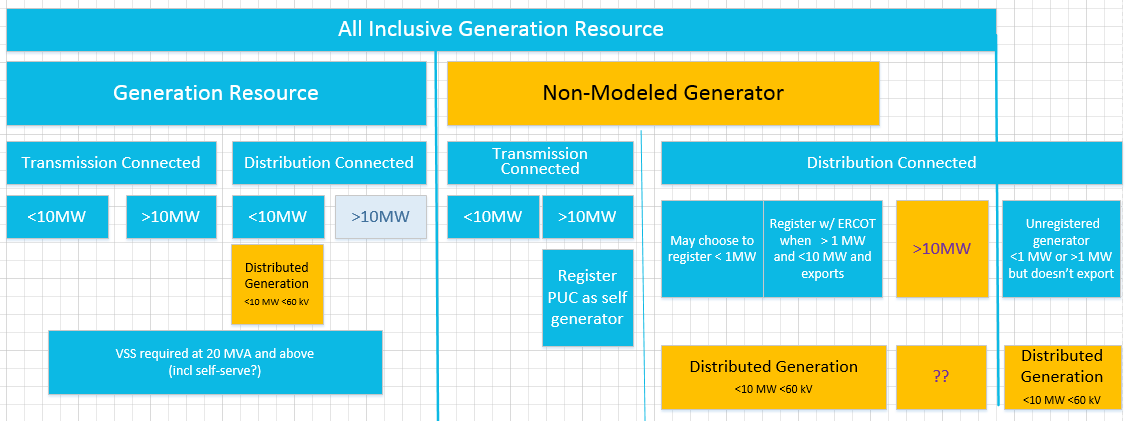 All Inclusive Generation Resource
Generation Resource
Non-Modeled Generator
Transmission Connected
Distribution Connected
Transmission
Connected
Distribution Connected
<10MW
>10MW
<10MW
>10MW
<10MW
>10MW
May choose to
register < 1MW
Register w/ ERCOT
when > 1 MW
and <10 MW and
exports
>10MW
Unregistered
generator
<1 MW or >1 MW
but doesn't export
Distributed
Generation
<10 MW <60 kV
Register
PUC as self
generator
VSS required at 20 MVA and above
(incl self-serve?)
Distributed Generation
<10 MW <60 kV
??
Distributed
Generation
<10 MW <60 kV